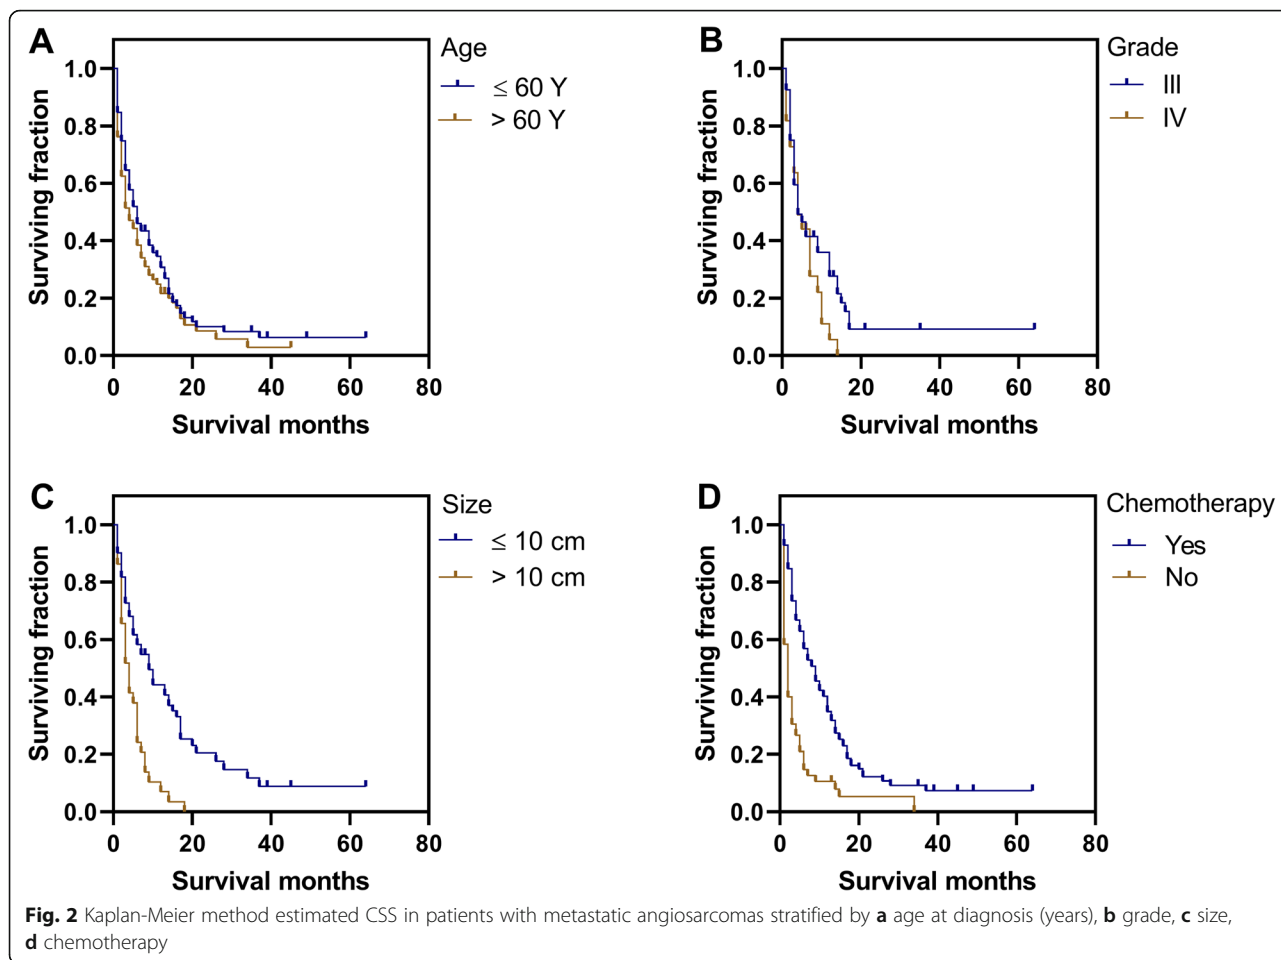 A
Age
≤ 60 Y
> 60 Y
Surviving fraction
1.0
0.8
0.6
0.4
0.2
0.0
0 20 40 60 80
Survival months
B
Grade
III
IV
Surviving fraction
1.0
0.8
0.6
0.4
0.2
0.0
0 20 40 60 80
Survival months
C
Size
≤ 10 cm
> 10 cm
Surviving fraction
1.0
0.8
0.6
0.4
0.2
0.0
0 20 40 60 80
Survival months
D
Chemotherapy
Yes
No
Surviving fraction
1.0
0.8
0.6
0.4
0.2
0.0
0 20 40 60 80
Survival months
Fig. 2 Kaplan-Meier method estimated CSS in patients with metastatic angiosarcomas stratified by a age at diagnosis (years), b grade, c size,
d chemotherapy